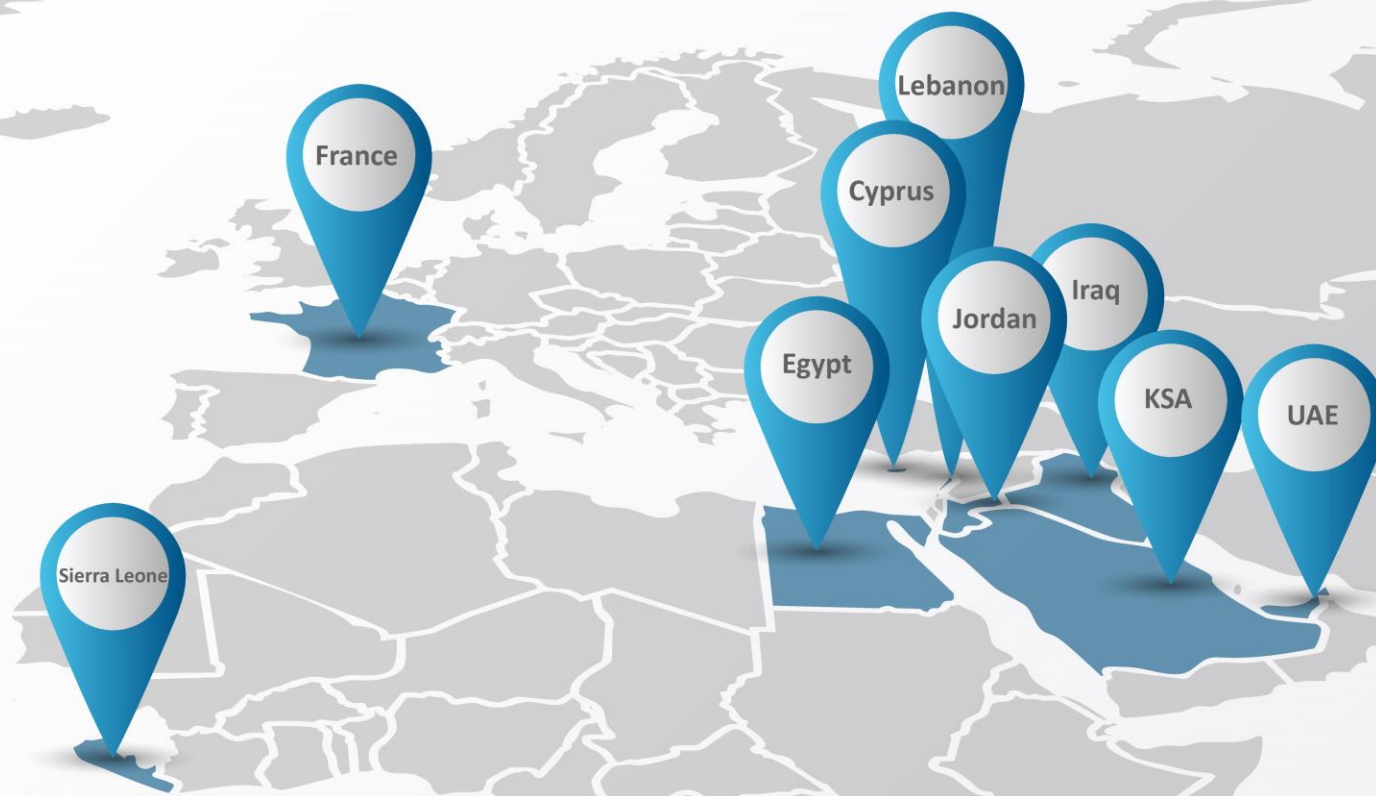 Lebanon
France
Cyprus
Iraq
Jordan
Egypt
KSA
UAE
Sierra Leone